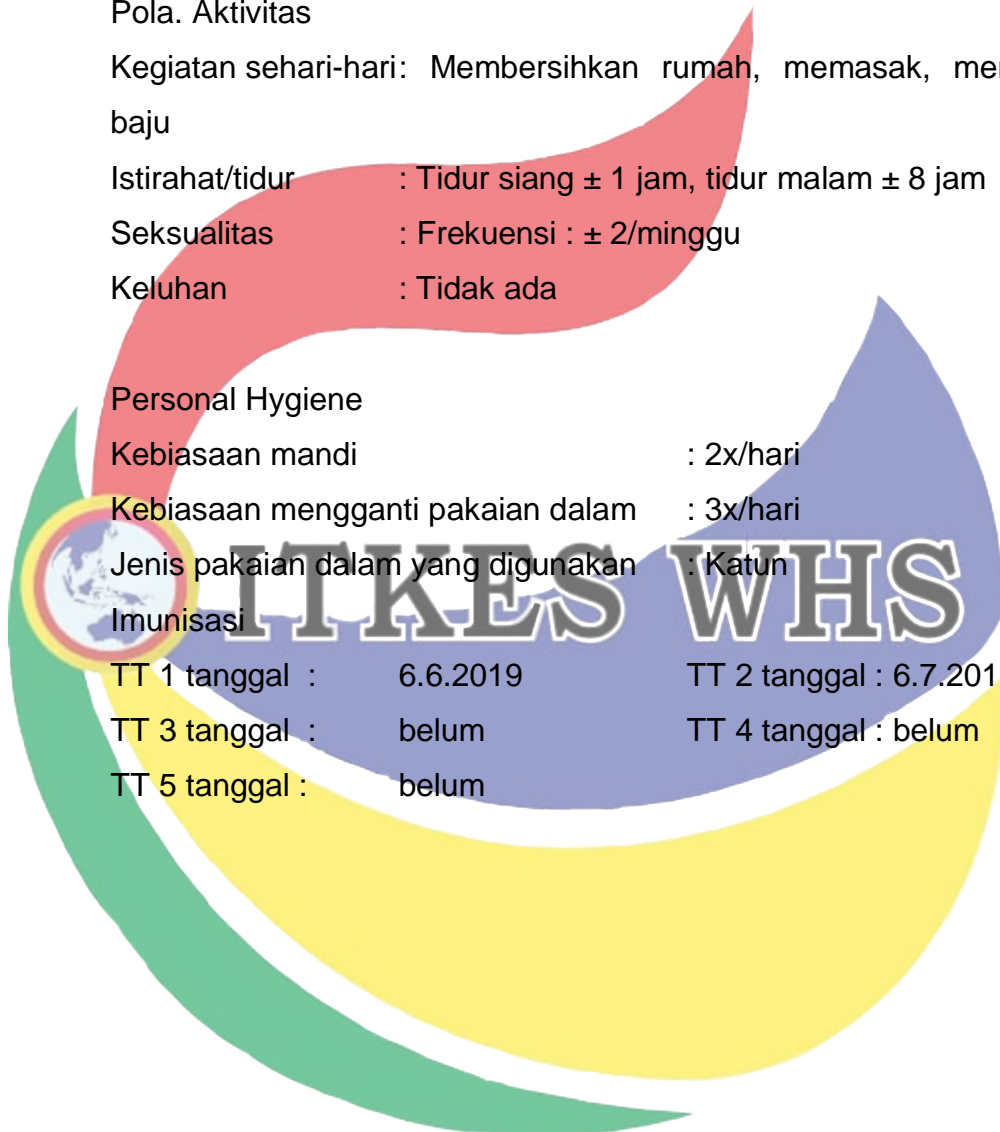 Pola. Aktivitas
Kegiatan sehari-hari: Membersihkan rumah, memasak,
baju
Istirahat/tidur : Tidur siang ± 1 jam, tidur malam ± 8 jam
Seksualitas : Frekuensi : ± 2/minggu
Keluhan : Tidak ada
Personal Hygiene
Kebiasaan mandi : 2x/hari
Kebiasaan mengganti pakaian dalam : 3x/hari
Jenis pakaian dalam yang digunakan : Katun
ITKES WHS
Imunisasi
TT 1 tanggal : 6.6.2019 TT 2 tanggal : 6.7.201
TT 3 tanggal : belum TT 4 tanggal : belum
TT 5 tanggal : belum